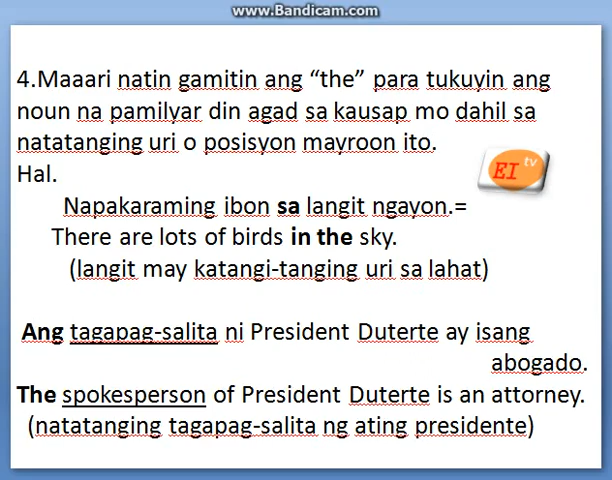 www.Bandicam.com
4.Maaari natin gamitin ang “the” para tukuyin ang
noun na pamilyar din agad sa kausap mo dahil sa
natatanging uri o posisyon mayroon ito.
Hal.
EI tv
Napakaraming ibon sa langit ngayon.=
There are lots of birds in the sky.
(langit may katangi-tanging uri sa lahat)
Ang tagapag-salita ni President Duterte ay isang
abogado.
The spokesperson of President Duterte is an attorney.
(natatanging tagapag-salita ng ating presidente)